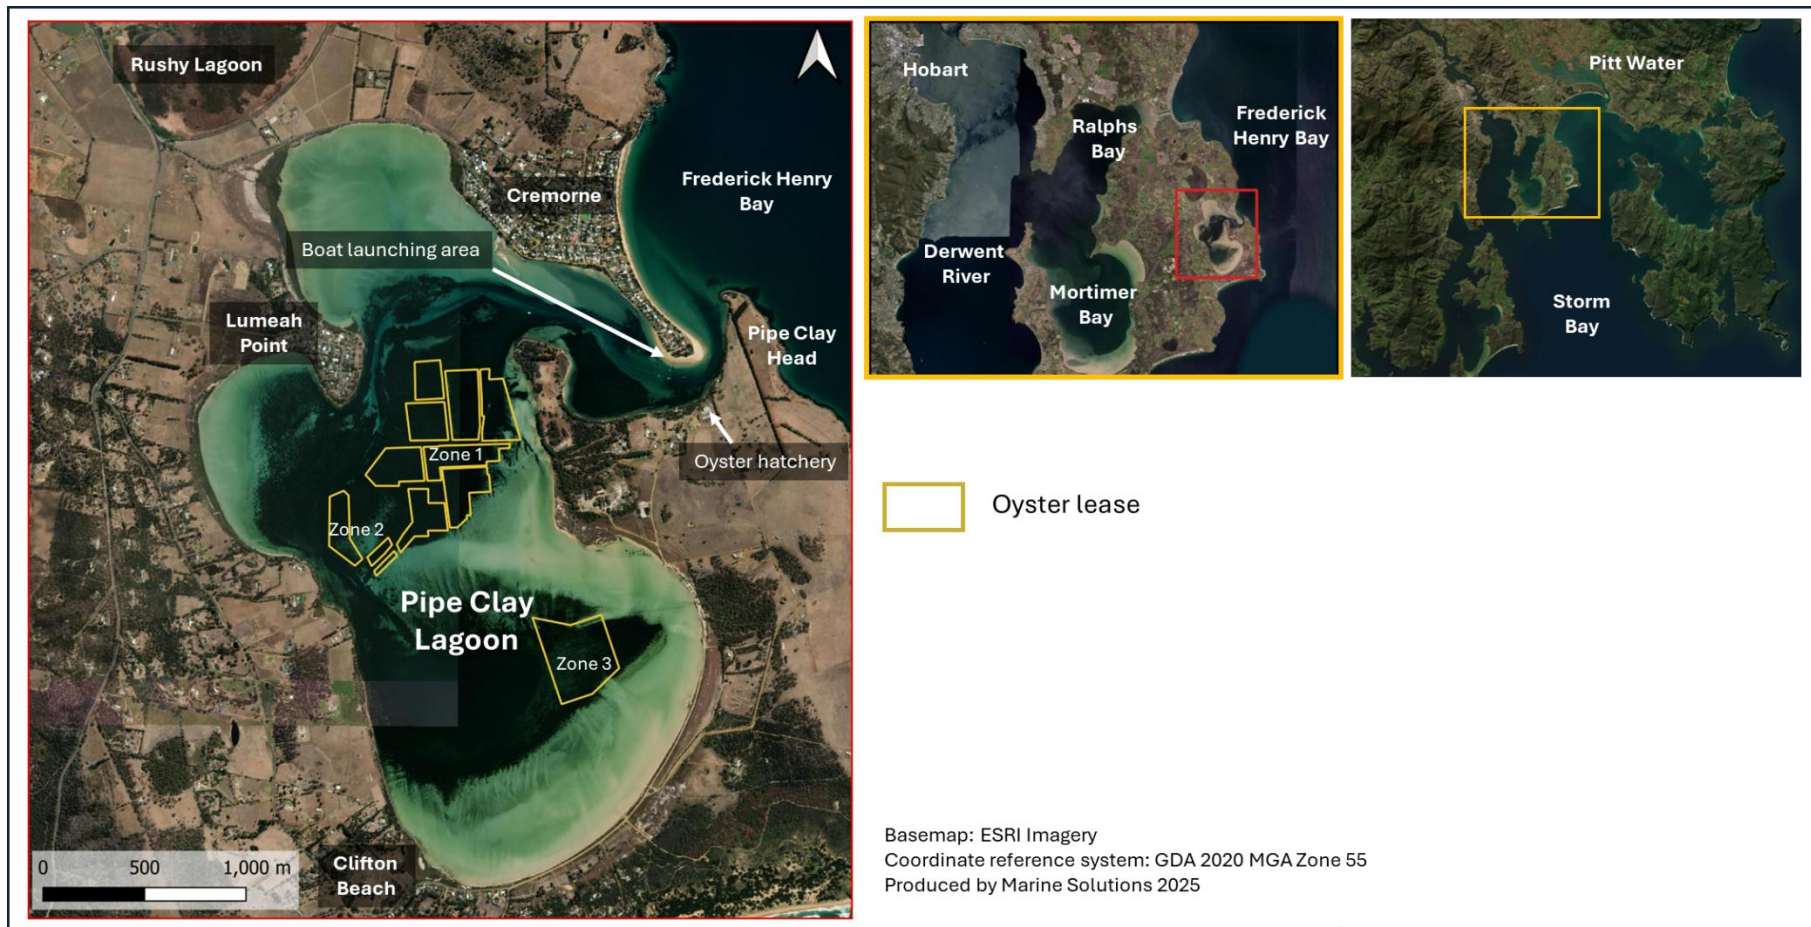 Rushy Lagoon
Cremorne
Frederick Henry
Bay
Boat launching area
Lumeah
Point
Pipe Clay
Head
Zone 1
Oyster hatchery
Zone 2
Pipe Clay
Lagoon
Zone 3
0 500 1,000 m
Clifton
Beach
Hobart
Ralphs
Bay
Frederick
Henry Bay
Derwent
River
Mortimer
Bay
Pitt Water
Storm
Bay
Oyster lease
Basemap: ESRI Imagery
Coordinate reference system: GDA 2020 MGA Zone 55
Produced by Marine Solutions 2025